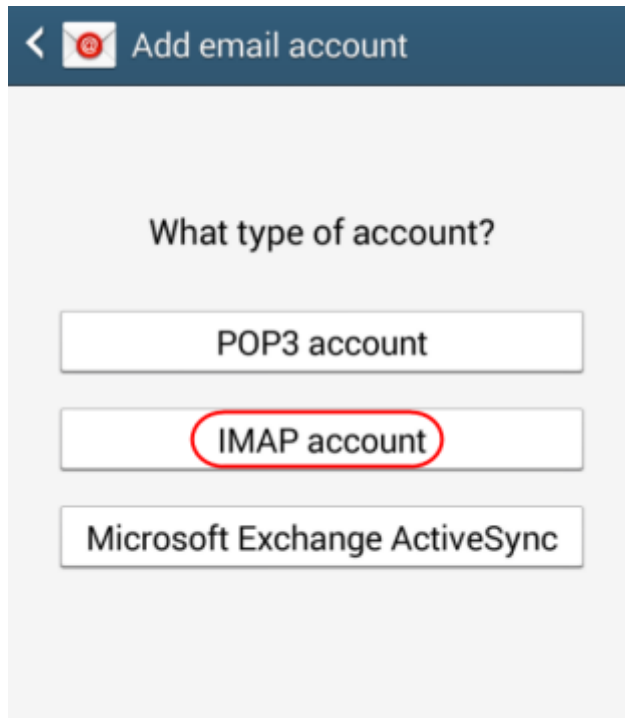 Add email account
What type of account?
POP3 account
IMAP account
Microsoft Exchange ActiveSync